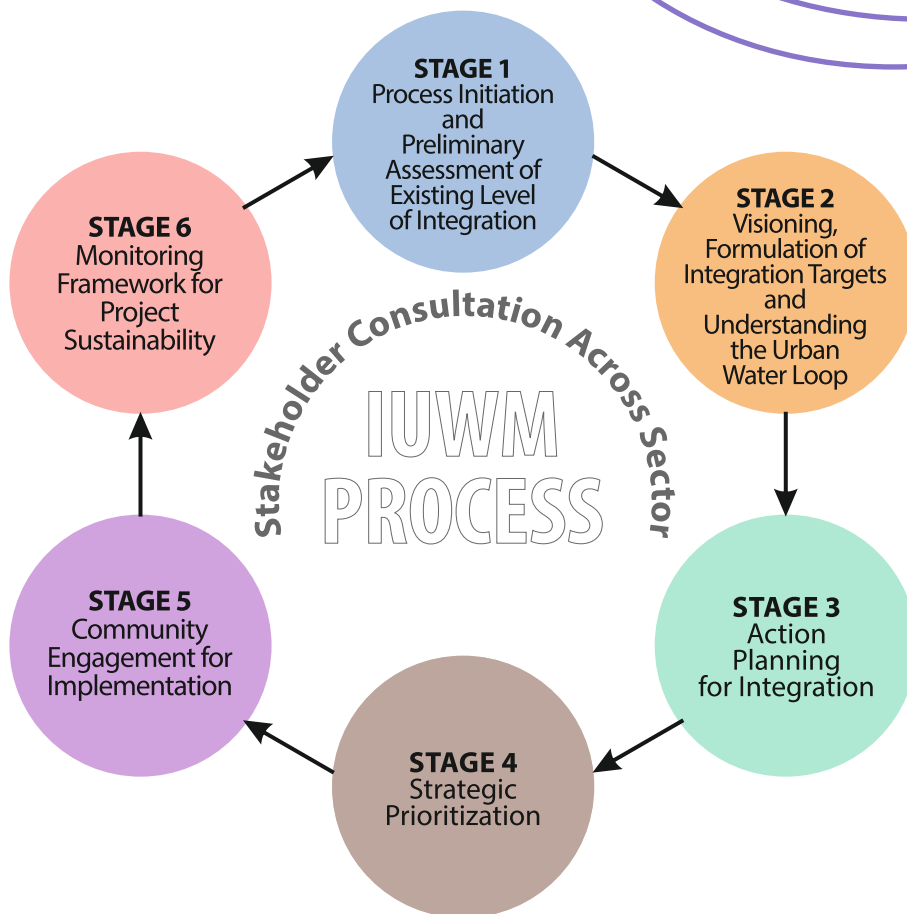 STAGE 1
Process Initiation
and
Preliminary
Assessment of
Existing Level
of Integration
STAGE 2
Visioning,
Formulation of
Integration Targets
and
Understanding
the Urban
Water Loop
STAGE 3
Action
Planning
for Integration
STAGE 4
Strategic
Prioritization
STAGE 5
Community
Engagement for
Implementation
STAGE 6
Monitoring
Framework for
Project
Sustainability
Stakeholder Consultation Across Sector
IUWM
PROCESS